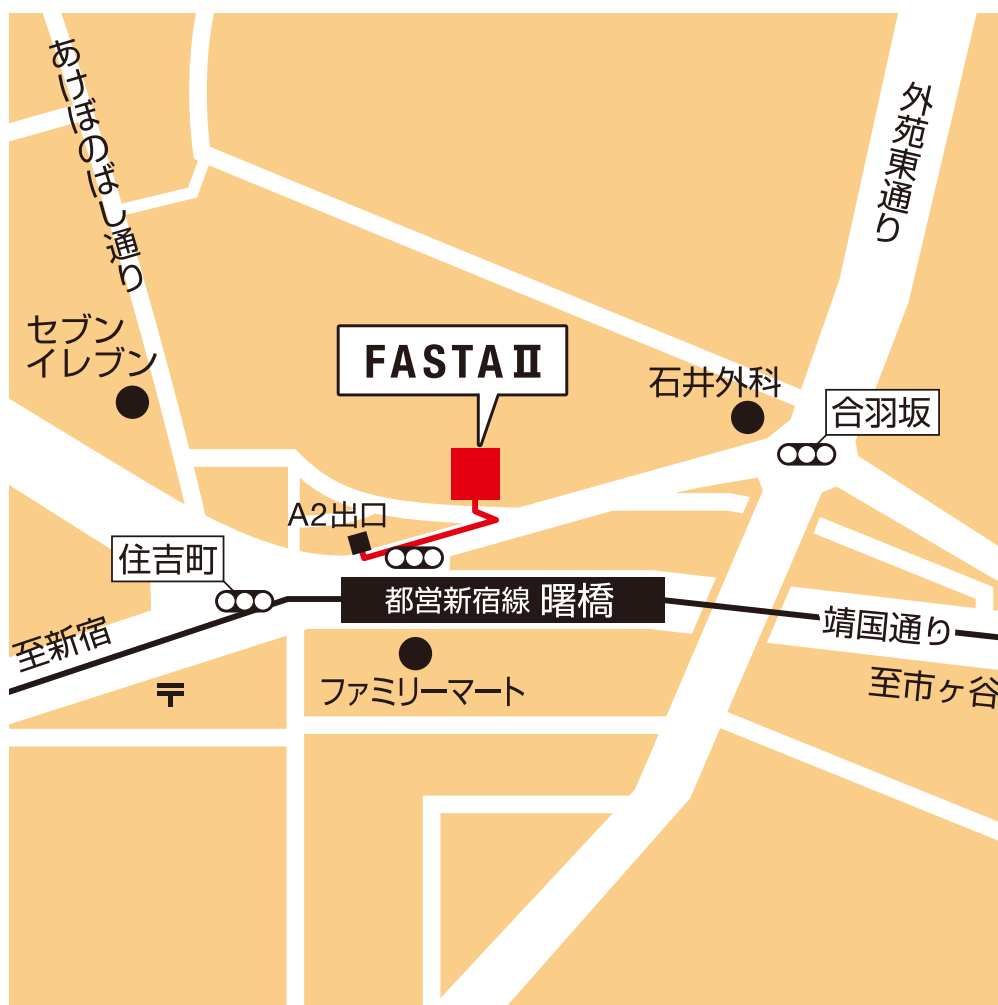 あけぼのばし通り
外苑東通り
セブン
イレブン
FASTA II
石井外科
合羽坂
A2出口
住吉町
都営新宿線 曙橋
靖国通り
至新宿
ファミリーマート
至市ヶ谷
〒